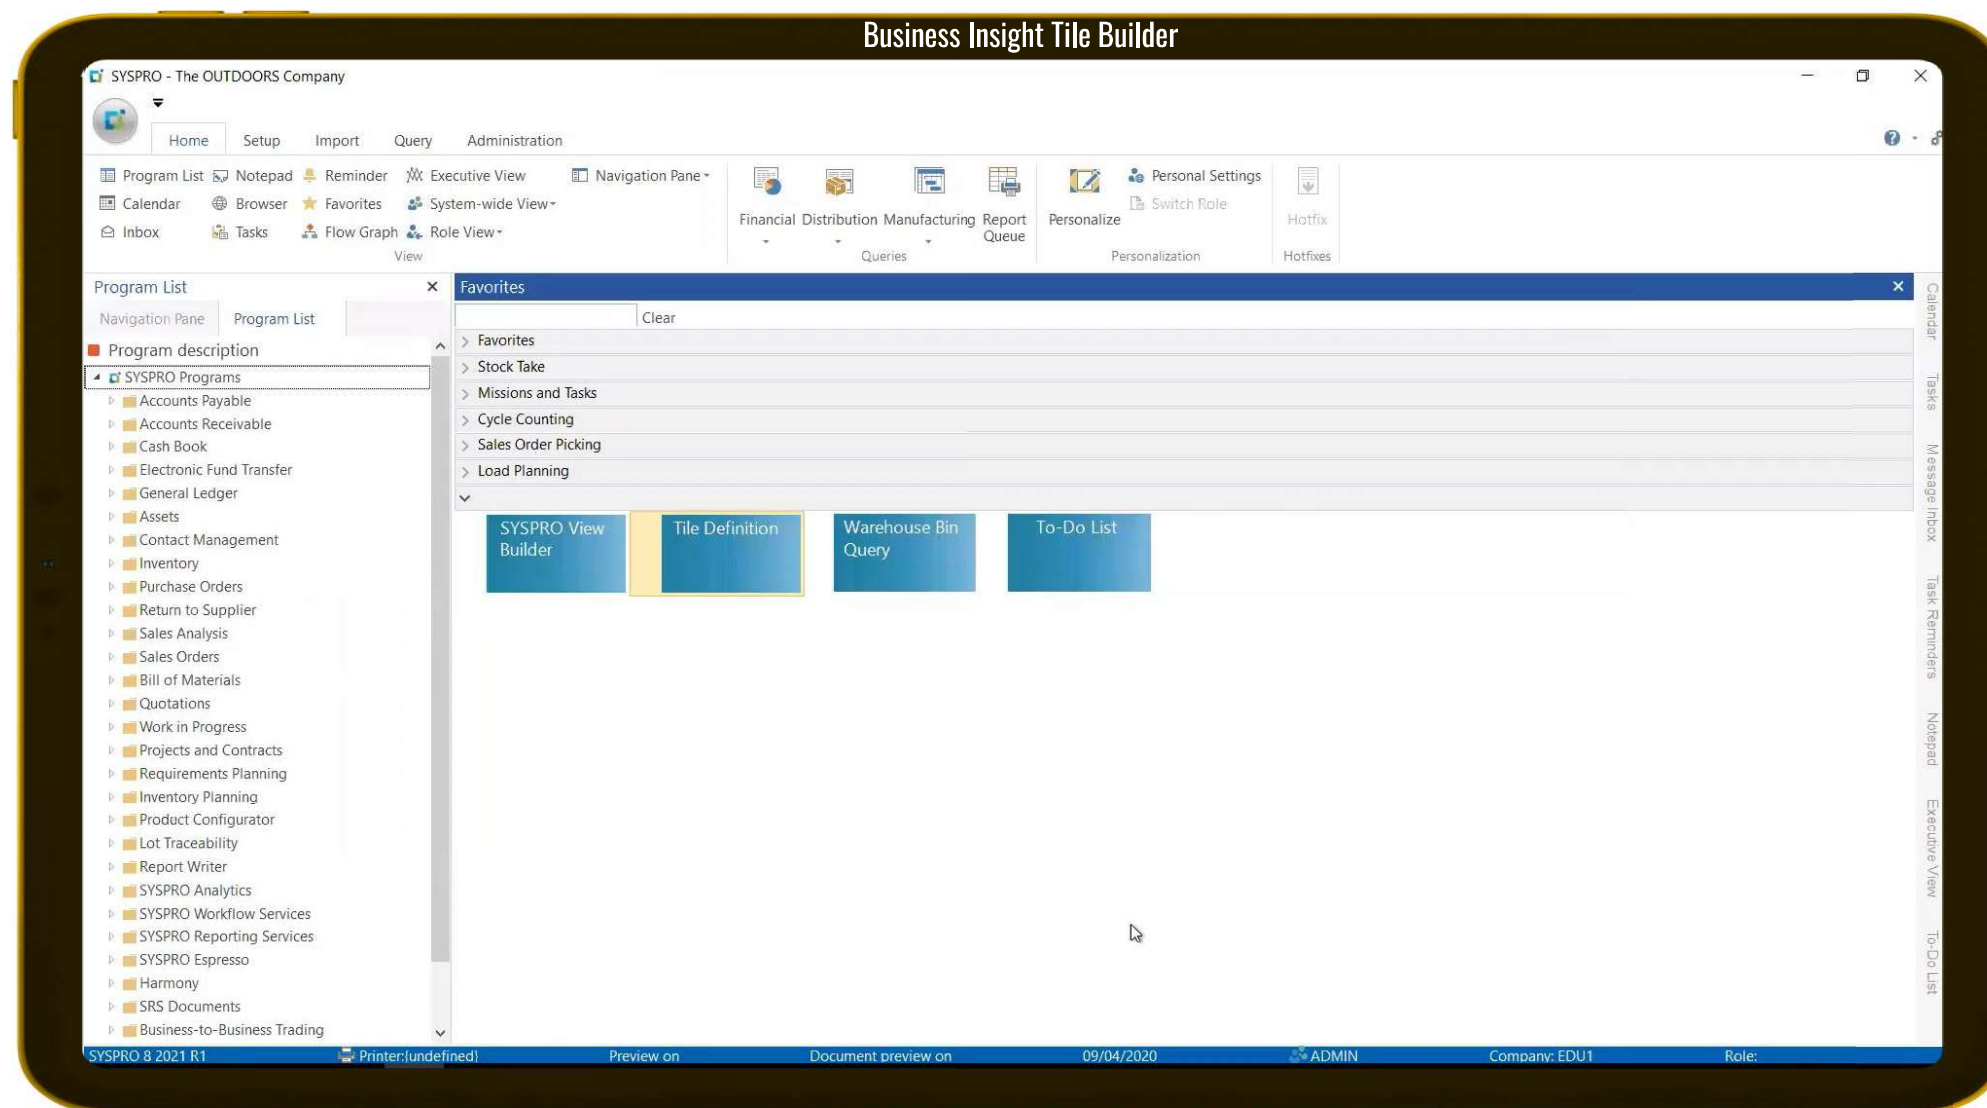 Business Insight Tile Builder
SYSPRO - The OUTDOORS Company
Home Setup Import Query Administration
Program List Notepad Reminder Executive View Navigation Pane
Calendar Browser Favorites System-wide View
Inbox Tasks Flow Graph Role View
View
Financial Distribution Manufacturing Report Queue
Queries
Personalize
Personal Settings
Switch Role
Personalization
Hotfix
Hotfixes
Program List
Navigation Pane Program List
Program description
SYSPRO Programs
Accounts Payable
Accounts Receivable
Cash Book
Electronic Fund Transfer
General Ledger
Assets
Contact Management
Inventory
Purchase Orders
Return to Supplier
Sales Analysis
Sales Orders
Bill of Materials
Quotations
Work in Progress
Projects and Contracts
Requirements Planning
Inventory Planning
Product Configurator
Lot Traceability
Report Writer
SYSPRO Analytics
SYSPRO Workflow Services
SYSPRO Reporting Services
SYSPRO Espresso
Harmony
SRS Documents
Business-to-Business Trading
Favorites
Clear
Favorites
Stock Take
Missions and Tasks
Cycle Counting
Sales Order Picking
Load Planning
SYSPRO View
Builder
Tile Definition
Warehouse Bin
Query
To-Do List
Calendar
Tasks
Message Inbox
Task Reminders
Notepad
Executive View
To-Do List
SYSPRO 8 2021 R1 Printer:{undefined} Preview on Document preview on 09/04/2020 ADMIN Company: EDU1 Role: